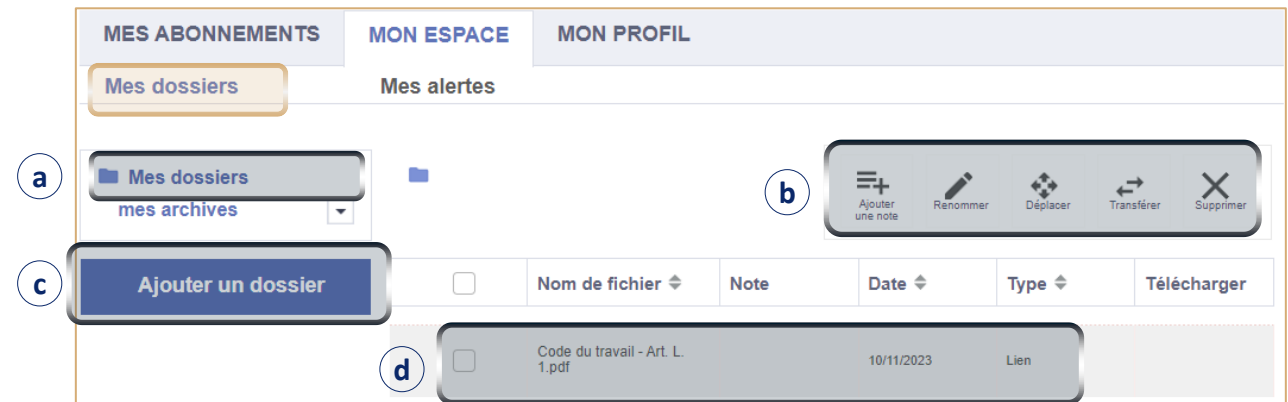 MES ABONNEMENTS MON ESPACE MON PROFIL
Mes dossiers Mes alertes
a Mes dossiers
mes archives
b Ajouter une note Renommer Déplacer Transférer Supprimer
c Ajouter un dossier
Nom de fichier Note Date Type Télécharger
d Code du travail - Art. L. 10/11/2023 Lien
1.pdf